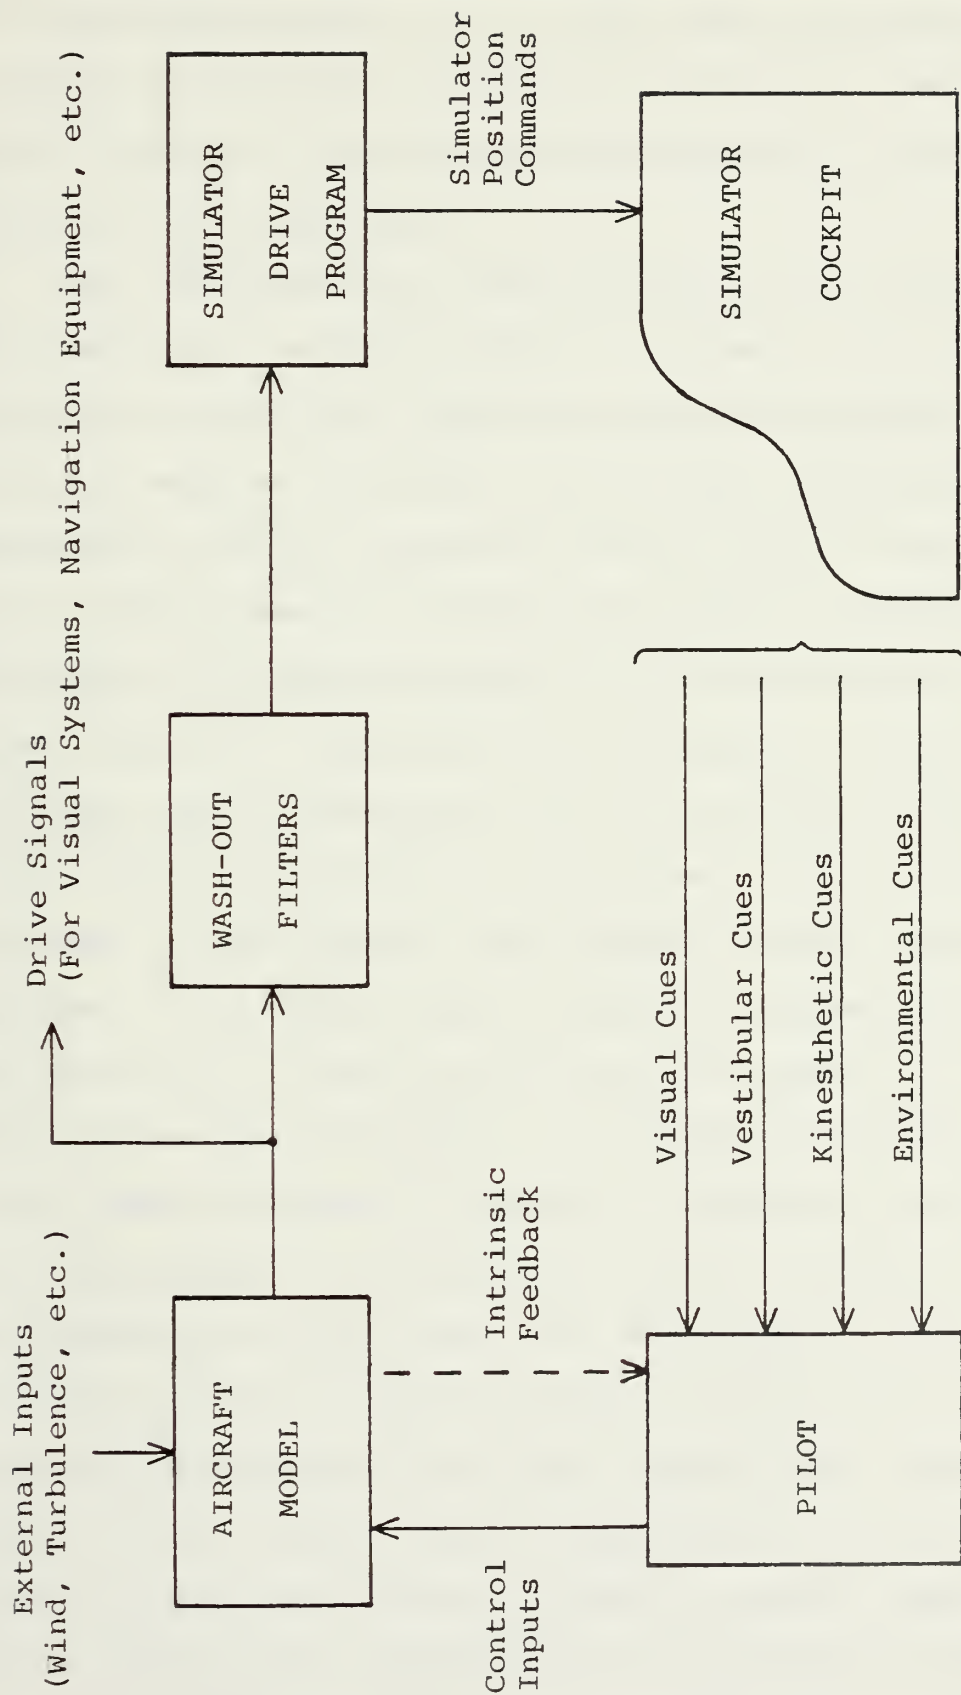 External Inputs
(Wind, Turbulence, etc.)
Drive Signals
(For Visual Systems, Navigation Equipment, etc.)
AIRCRAFT
MODEL
WASH-OUT
FILTERS
SIMULATOR
DRIVE
PROGRAM
Control
Inputs
Intrinsic
Feedback
Simulator
Position
Commands
PILOT
Visual Cues
Vestibular Cues
Kinesthetic Cues
Environmental Cues
SIMULATOR
COCKPIT